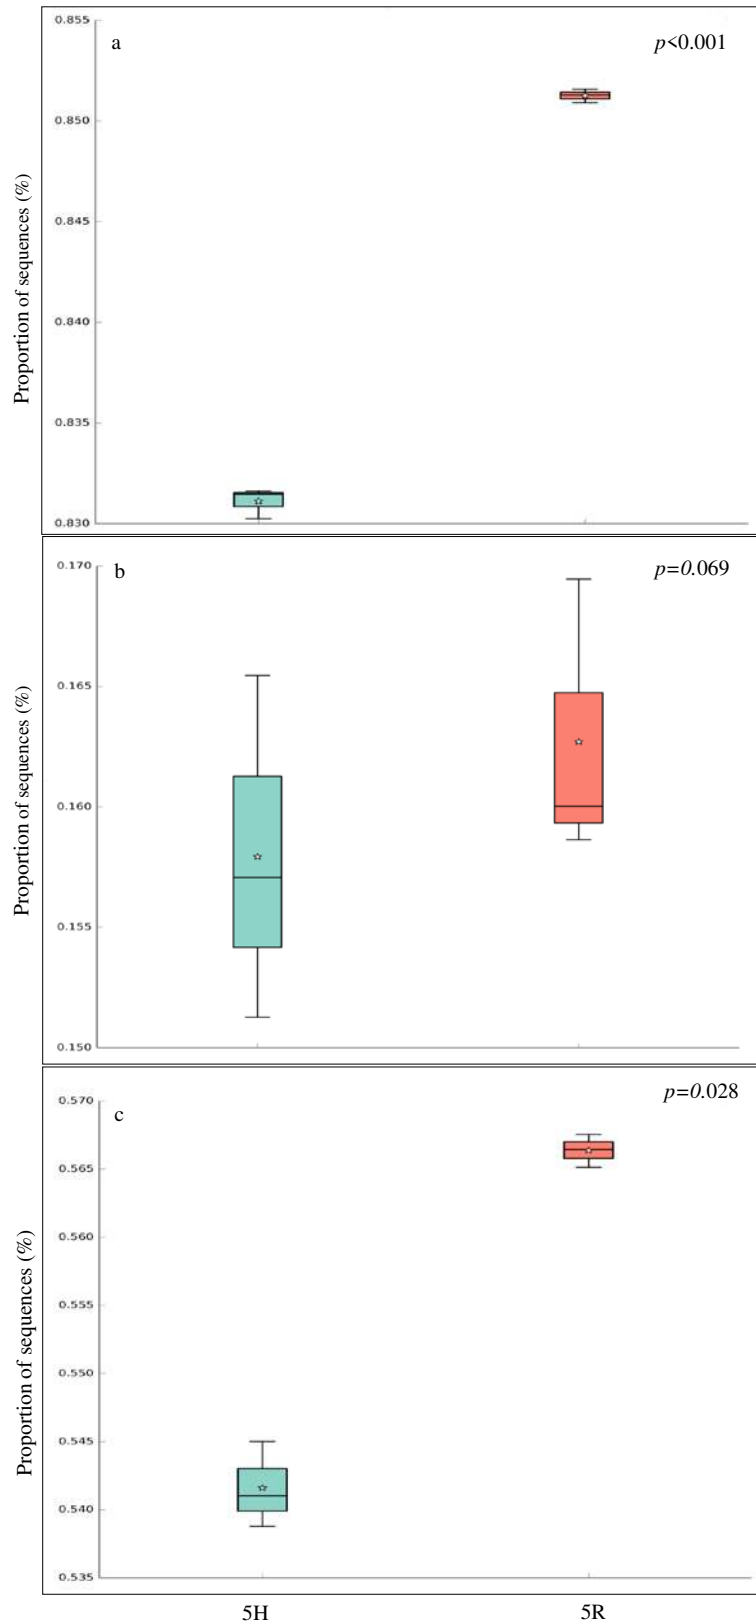 0.855
a
p<0.001
0.850
0.845
0.840
0.835
0.830
Proportion of sequences (%)
0.170
b
p=0.069
0.165
0.160
0.155
0.150
Proportion of sequences (%)
0.570
c
p=0.028
0.565
0.560
0.555
0.550
0.545
0.540
0.535
Proportion of sequences (%)
5H 5R